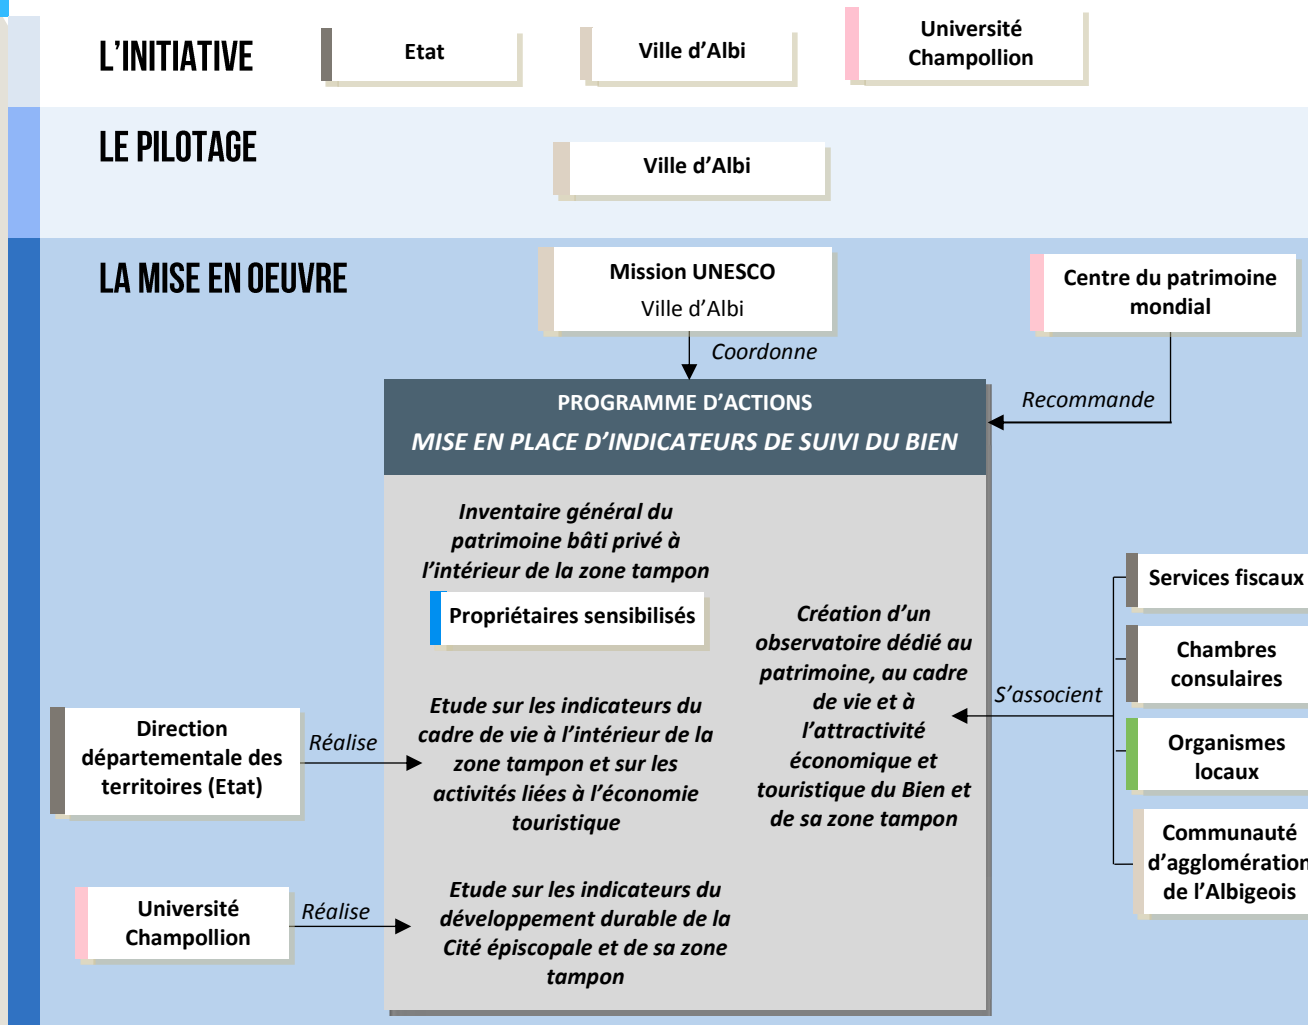 L'INITIATIVE
Etat
Ville d'Albi
Université
Champollion
LE PILOTAGE
Ville d'Albi
LA MISE EN OEUVRE
Mission UNESCO
Ville d'Albi
Centre du patrimoine
mondial
Coordonne
Recommande
PROGRAMME D'ACTIONS
MISE EN PLACE D'INDICATEURS DE SUIVI DU BIEN
Inventaire général du
patrimoine bâti privé à
l'intérieur de la zone tampon
Propriétaires sensibilisés
Etude sur les indicateurs du
cadre de vie à l'intérieur de la
zone tampon et sur les
activités liées à l'économie
touristique
Etude sur les indicateurs du
développement durable de la
Cité épiscopale et de sa zone
tampon
Création d'un
observatoire dédié au
patrimoine, au cadre
de vie et à
l'attractivité
économique et
touristique du Bien et
de sa zone tampon
Direction
départementale des
territoires (Etat)
Réalise
Université
Champollion
Réalise
S'associent
Services fiscaux
Chambres
consulaires
Organismes
locaux
Communauté
d'agglomération
de l'Albigeois